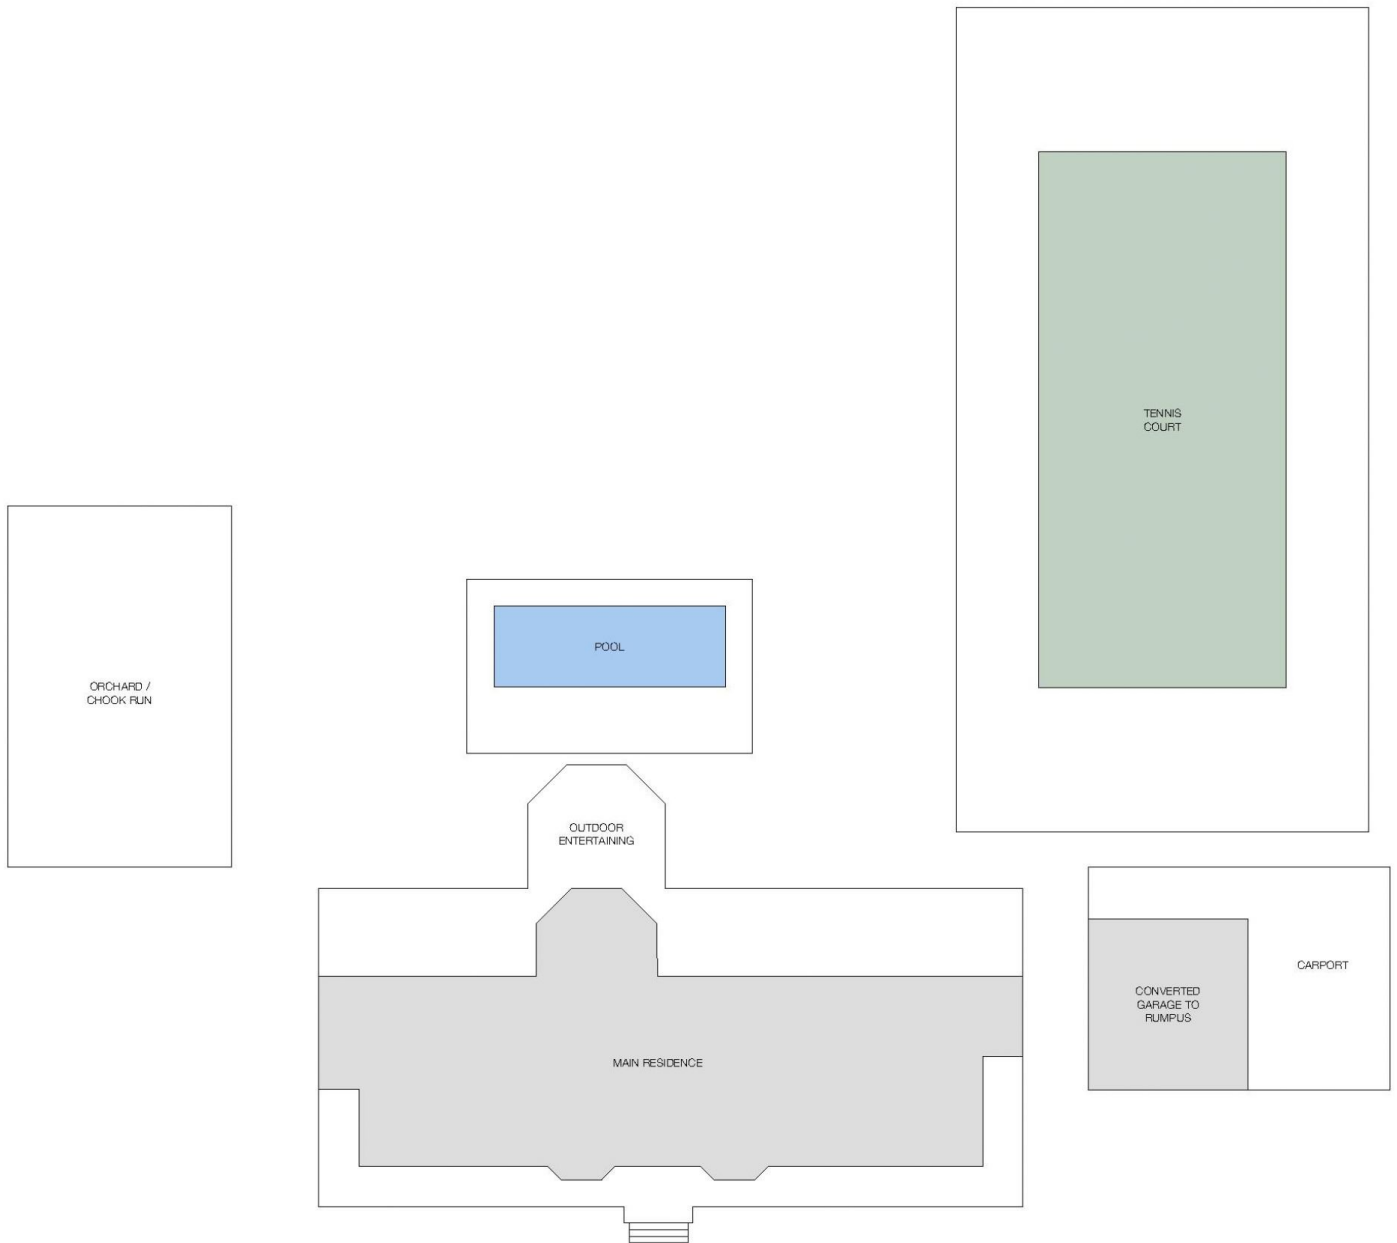 TENNIS
COURT
POOL
ORCHARD /
CHOOK RUN
OUTDOOR
ENTERTAINING
CARPORT
CONVERTED
GARAGE TO
RUMPUS
MAIN RESIDENCE